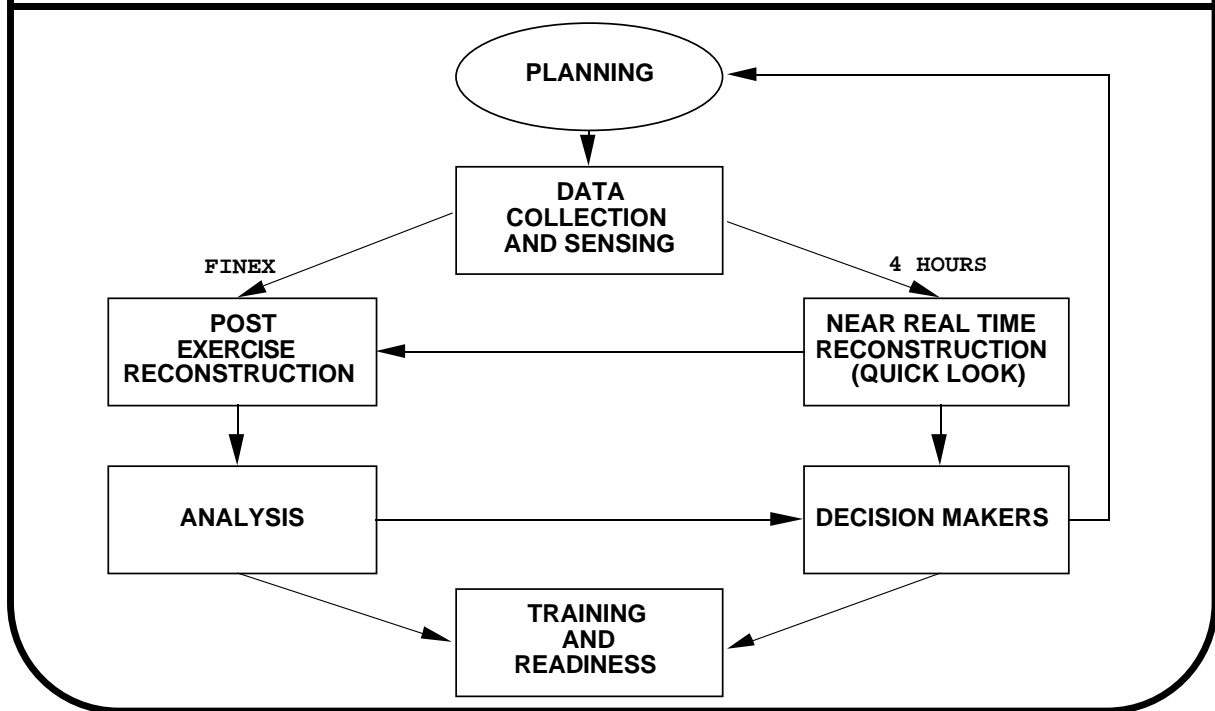 PLANNING
DATA
COLLECTION
AND SENSING
FINEX
4 HOURS
POST
EXERCISE
RECONSTRUCTION
NEAR REAL TIME
RECONSTRUCTION
(QUICK LOOK)
ANALYSIS
DECISION MAKERS
TRAINING
AND
READINESS